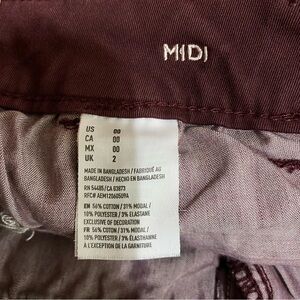 MIDI
US 00
CA 00
MX 00
UK 2
MADE IN BANGLADESH / FABRIQUÉ AU
BANGLADESH / HECHO EN BANGLADESH
RN 54485/CA 03873
RFC# AEM12060509A
EN 56% COTTON / 31% MODAL /
10% POLYESTER / 3% ELASTANE
EXCLUSIVE OF DECORATION
FR 56% COTON / 31% MODAL /
10% POLYESTER / 3% ÉLASTHANNE
À L'EXCEPTION DE LA GARNITURE